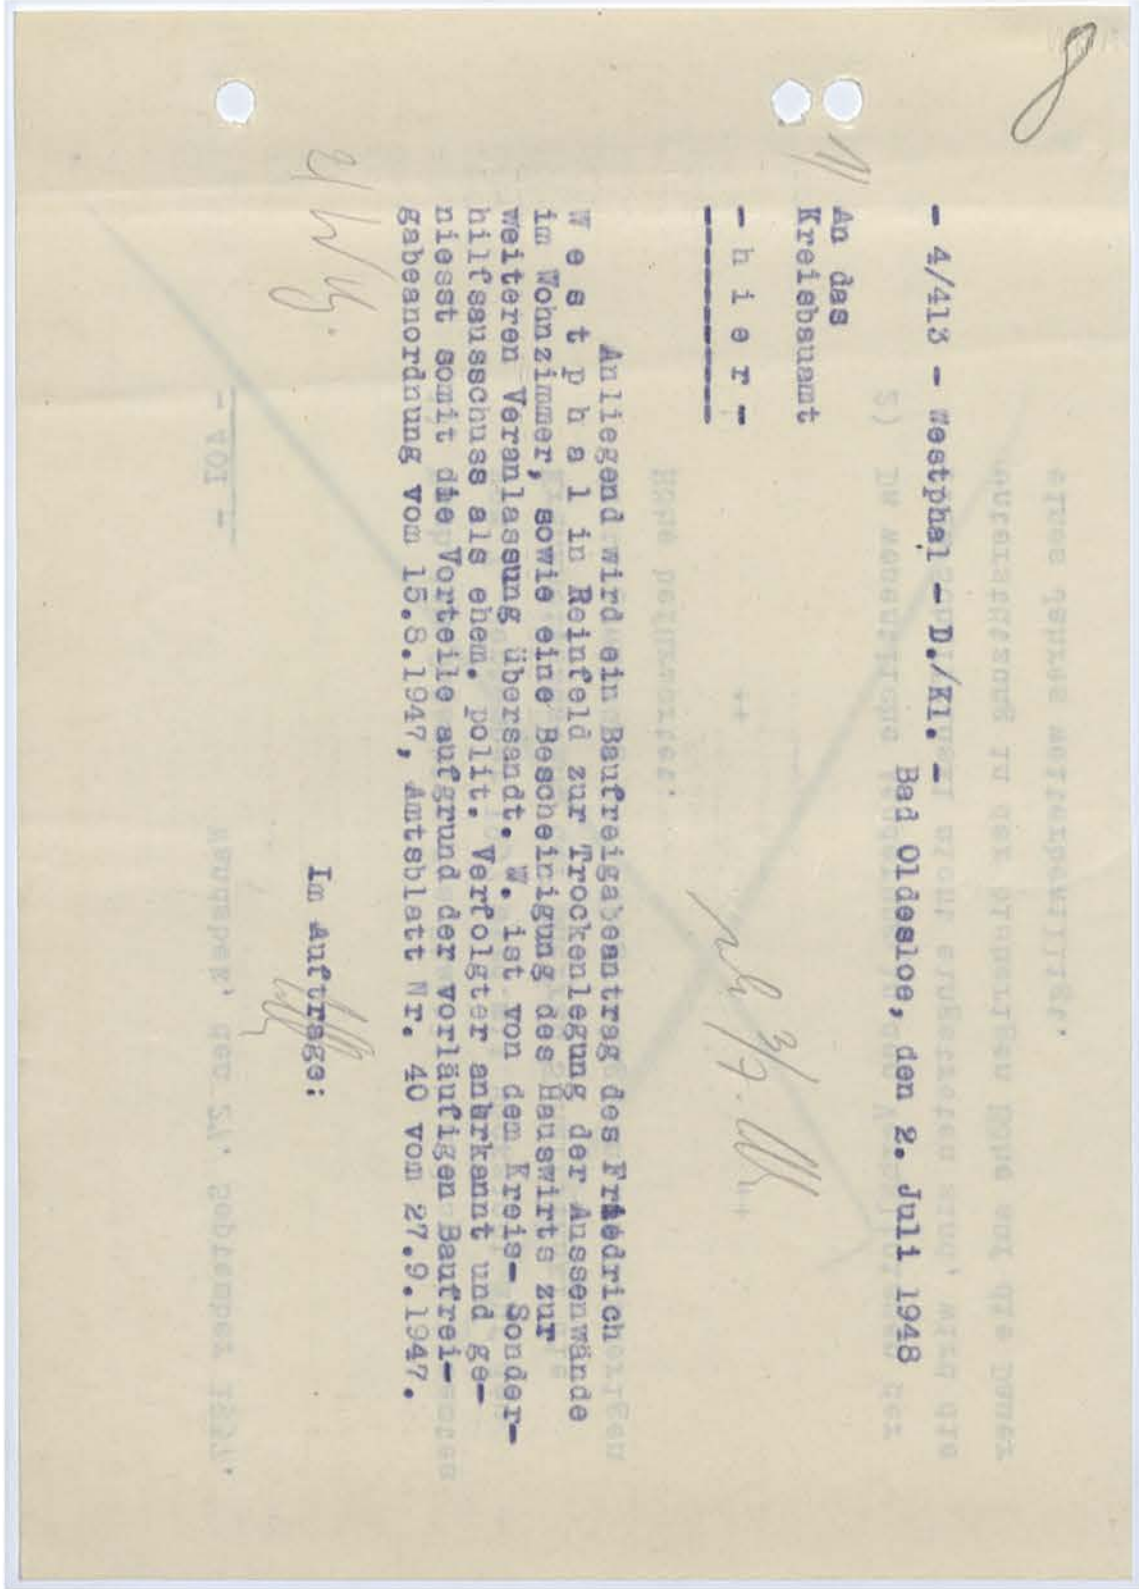 8
- 4/413 - Westphal - D./Kl. -
Bad Oldesloe, den 2. Juli 1948
1/
An das
Kreisbauamt
- h i e r -
Anliegend wird ein Baufreigabeantrag des Friedrich
W e s t p h a l in Reinfeld zur Trockenlegung der Aussenwände
im Wohnzimmer, sowie eine Bescheinigung des Hauswirts zur
weiteren Veranlassung übersandt. W. ist von dem Kreis- Sonder-
hilfsausschuss als ehem. polit. Verfolgter anerkannt und ge-
niesst somit die Vorteile aufgrund der vorläufigen Baufrei-
gabeanordnung vom 15.8.1947, Amtsblatt Nr. 40 vom 27.9.1947.
Im Auftrage: